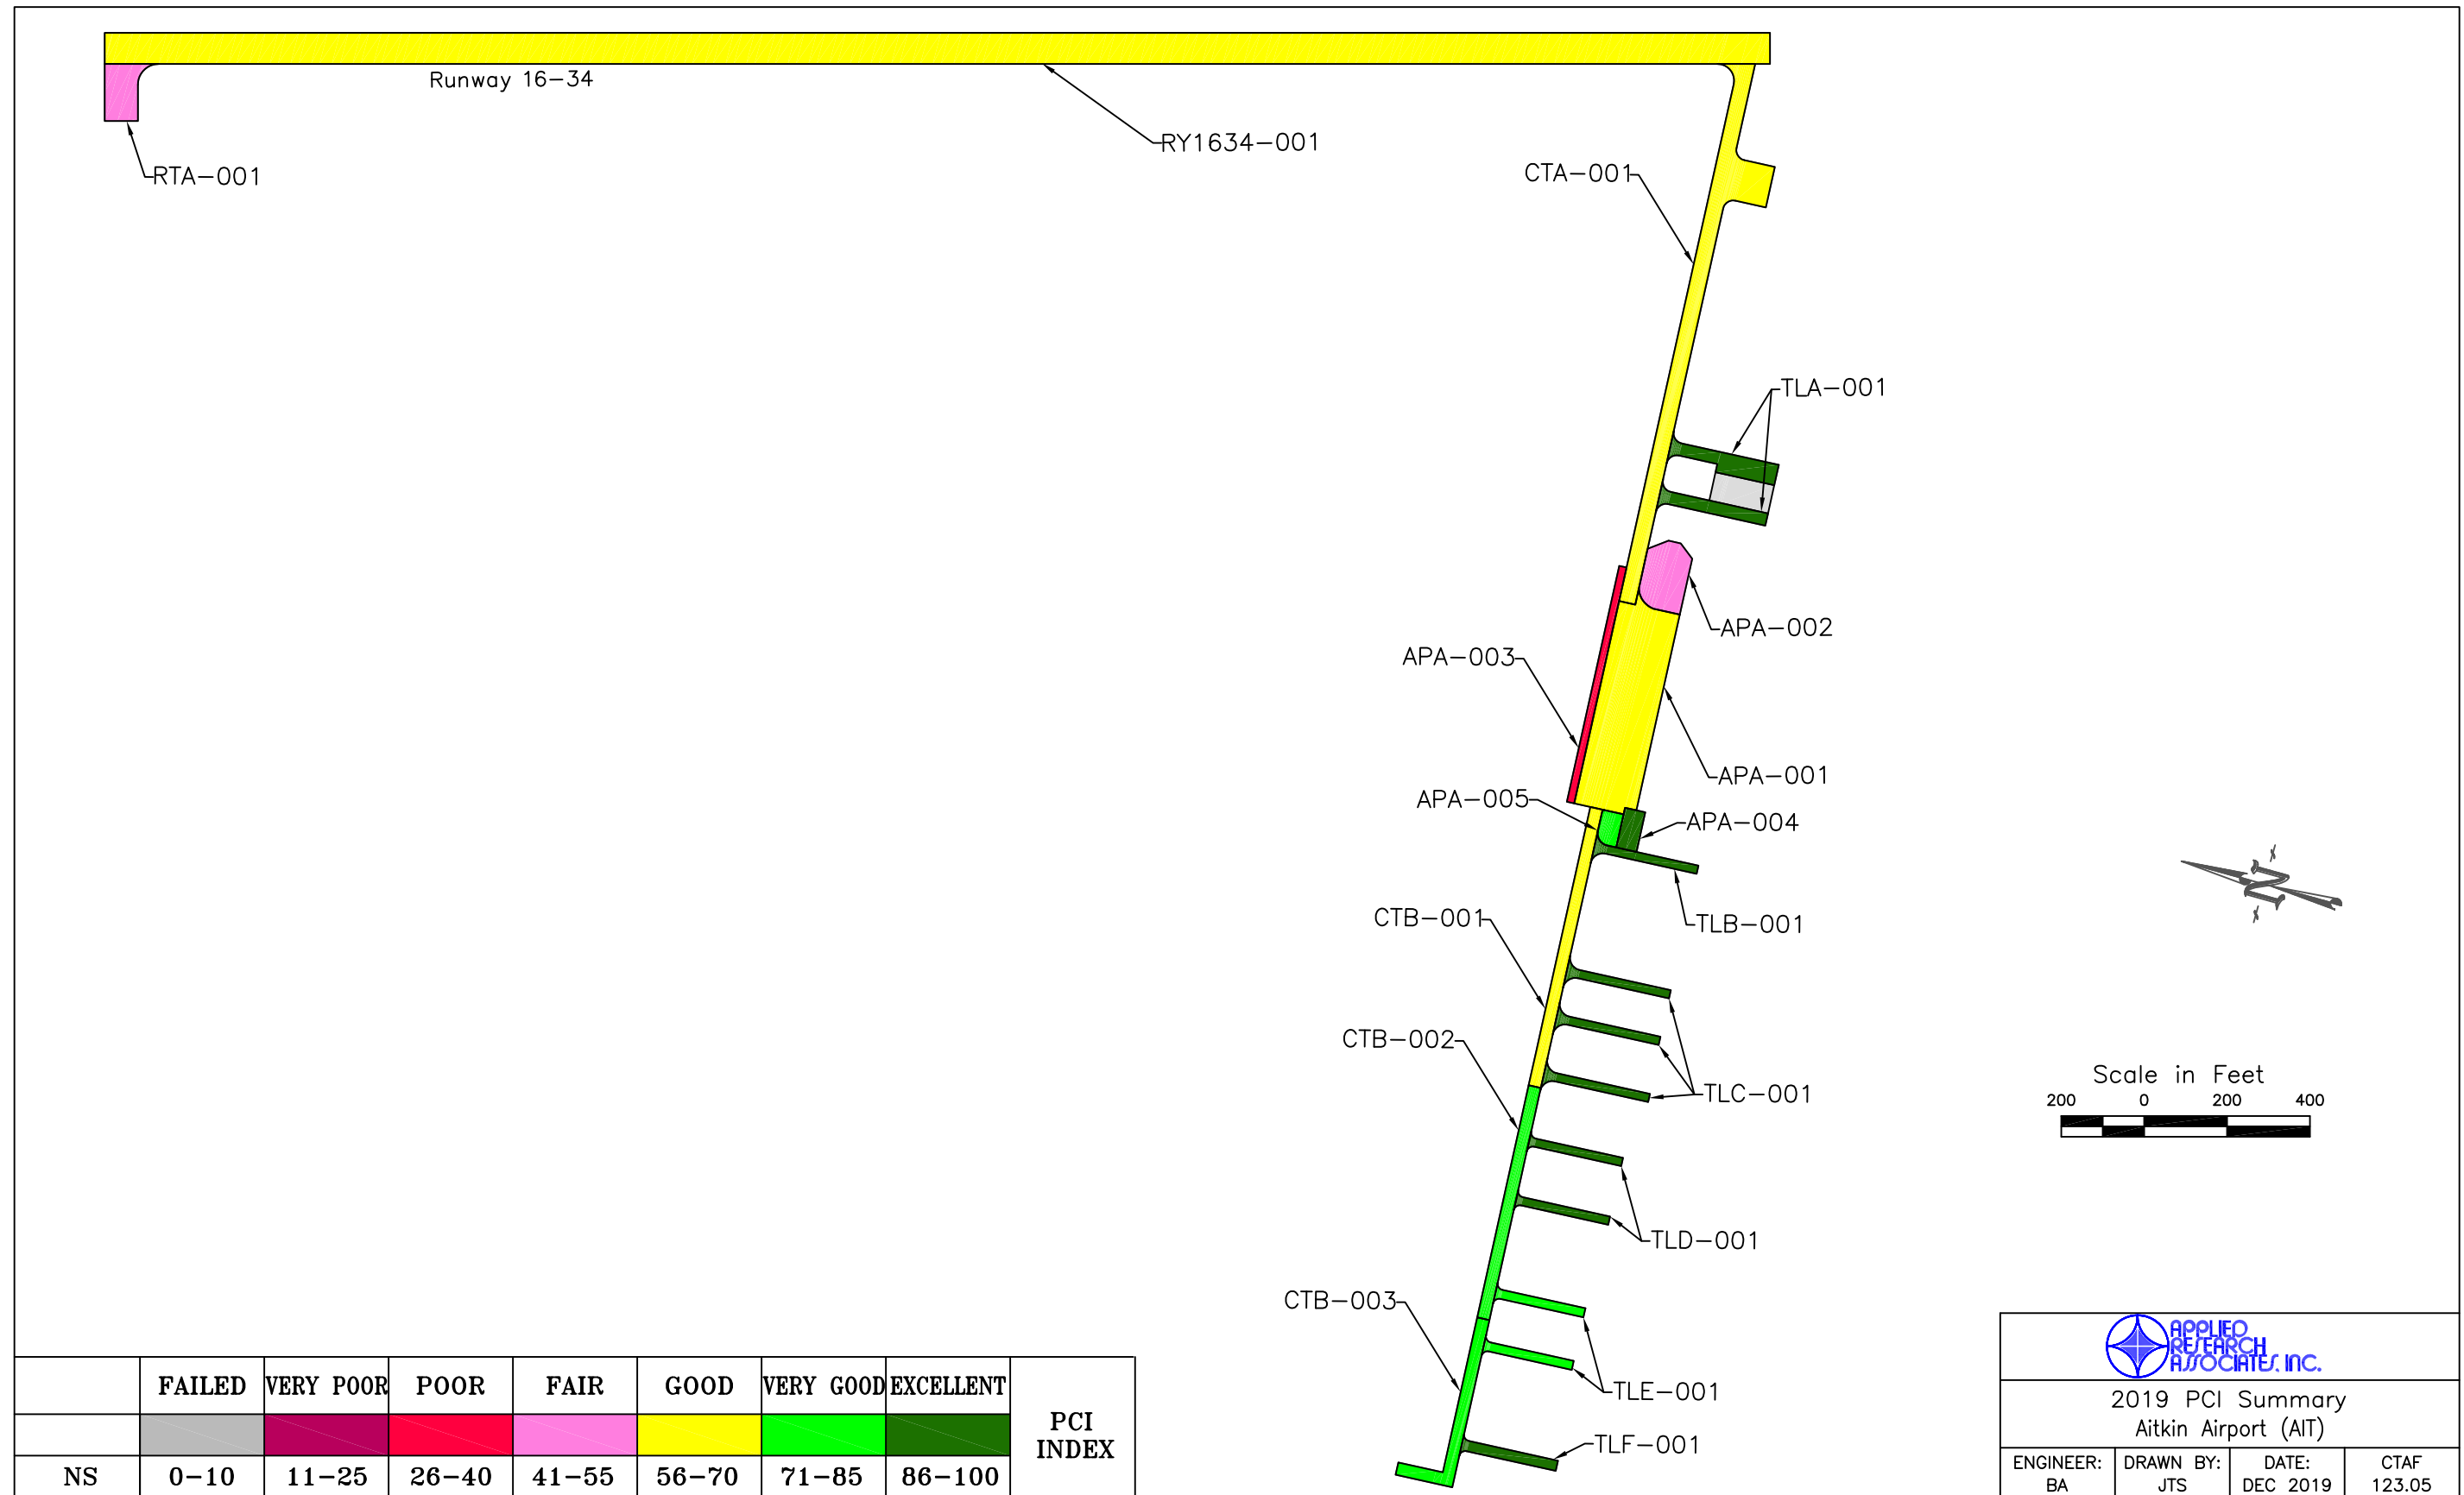 Runway 16-34
RY1634-001
RTA-001
CTA-001
TLA-001
APA-002
APA-003
APA-001
APA-005
APA-004
CTB-001
TLB-001
CTB-002
TLC-001
TLD-001
CTB-003
TLE-001
TLF-001
N
Scale in Feet
200 0 200 400
FAILED VERY POOR POOR FAIR GOOD VERY GOOD EXCELLENT
PCI
INDEX
NS 0-10 11-25 26-40 41-55 56-70 71-85 86-100
APPLIED
RESEARCH
ASSOCIATES, INC.
2019 PCI Summary
Aitkin Airport (AIT)
ENGINEER: DRAWN BY: DATE: CTAF
BA JTS DEC 2019 123.05